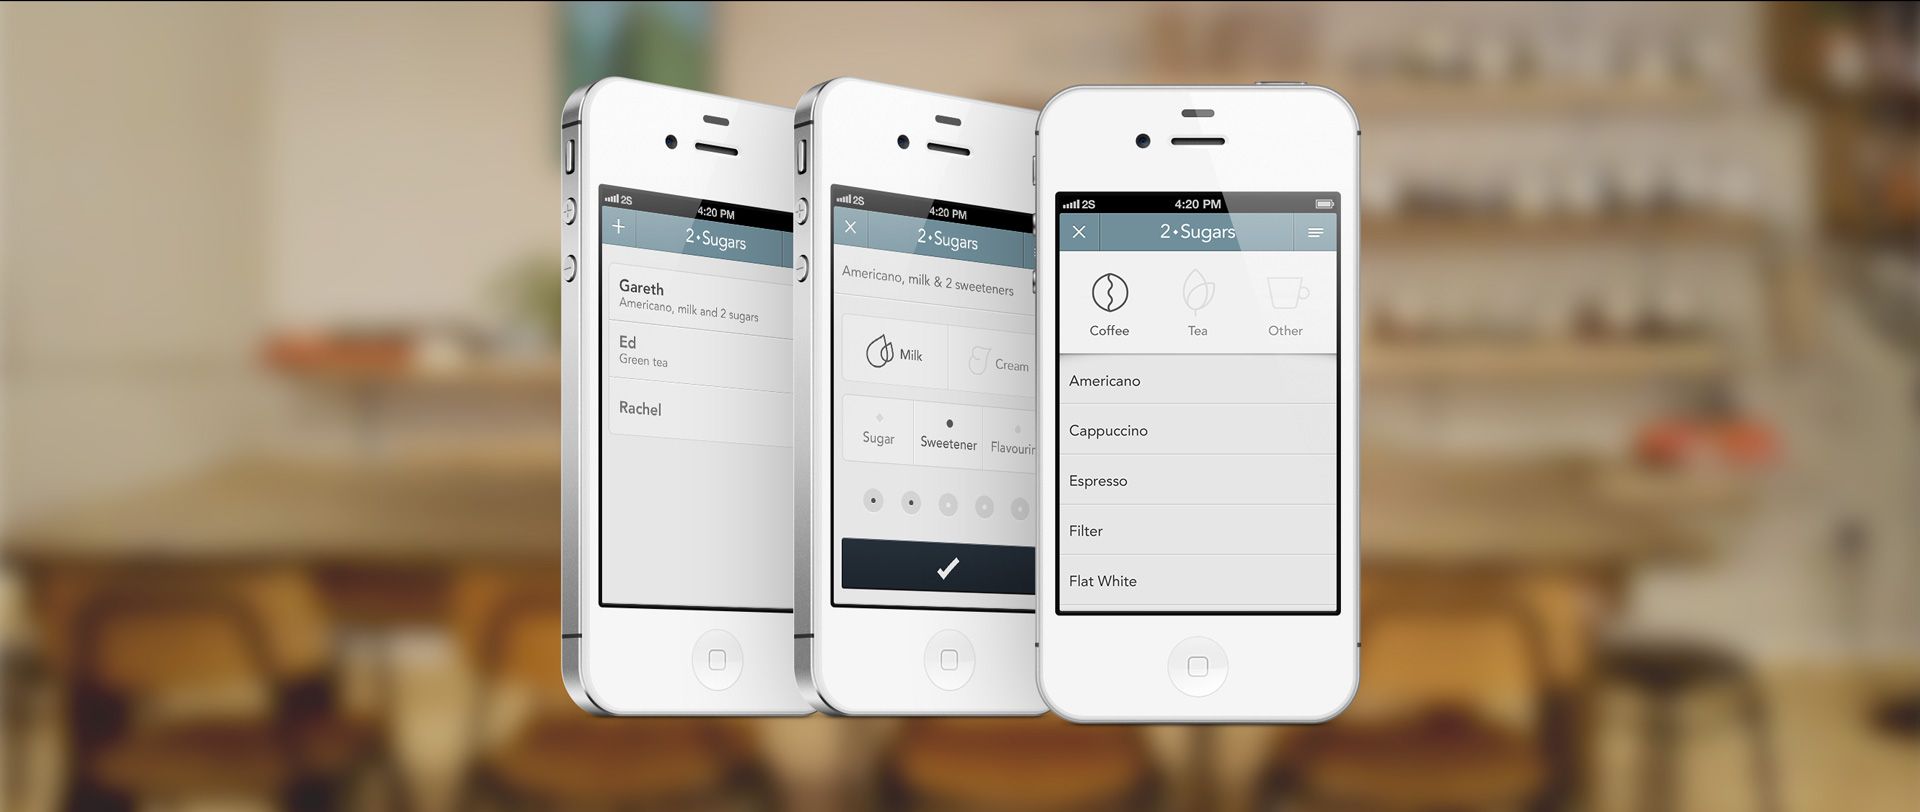 2S
4:20 PM
2♦Sugars
Gareth
Americano, milk and 2 sugars
Ed
Green tea
Rachel
2S
4:20 PM
2♦Sugars
Americano, milk & 2 sweeteners
Milk
Cream
Sugar
Sweetener
Flavourin
2S
4:20 PM
2♦Sugars
Coffee
Tea
Other
Americano
Cappuccino
Espresso
Filter
Flat White